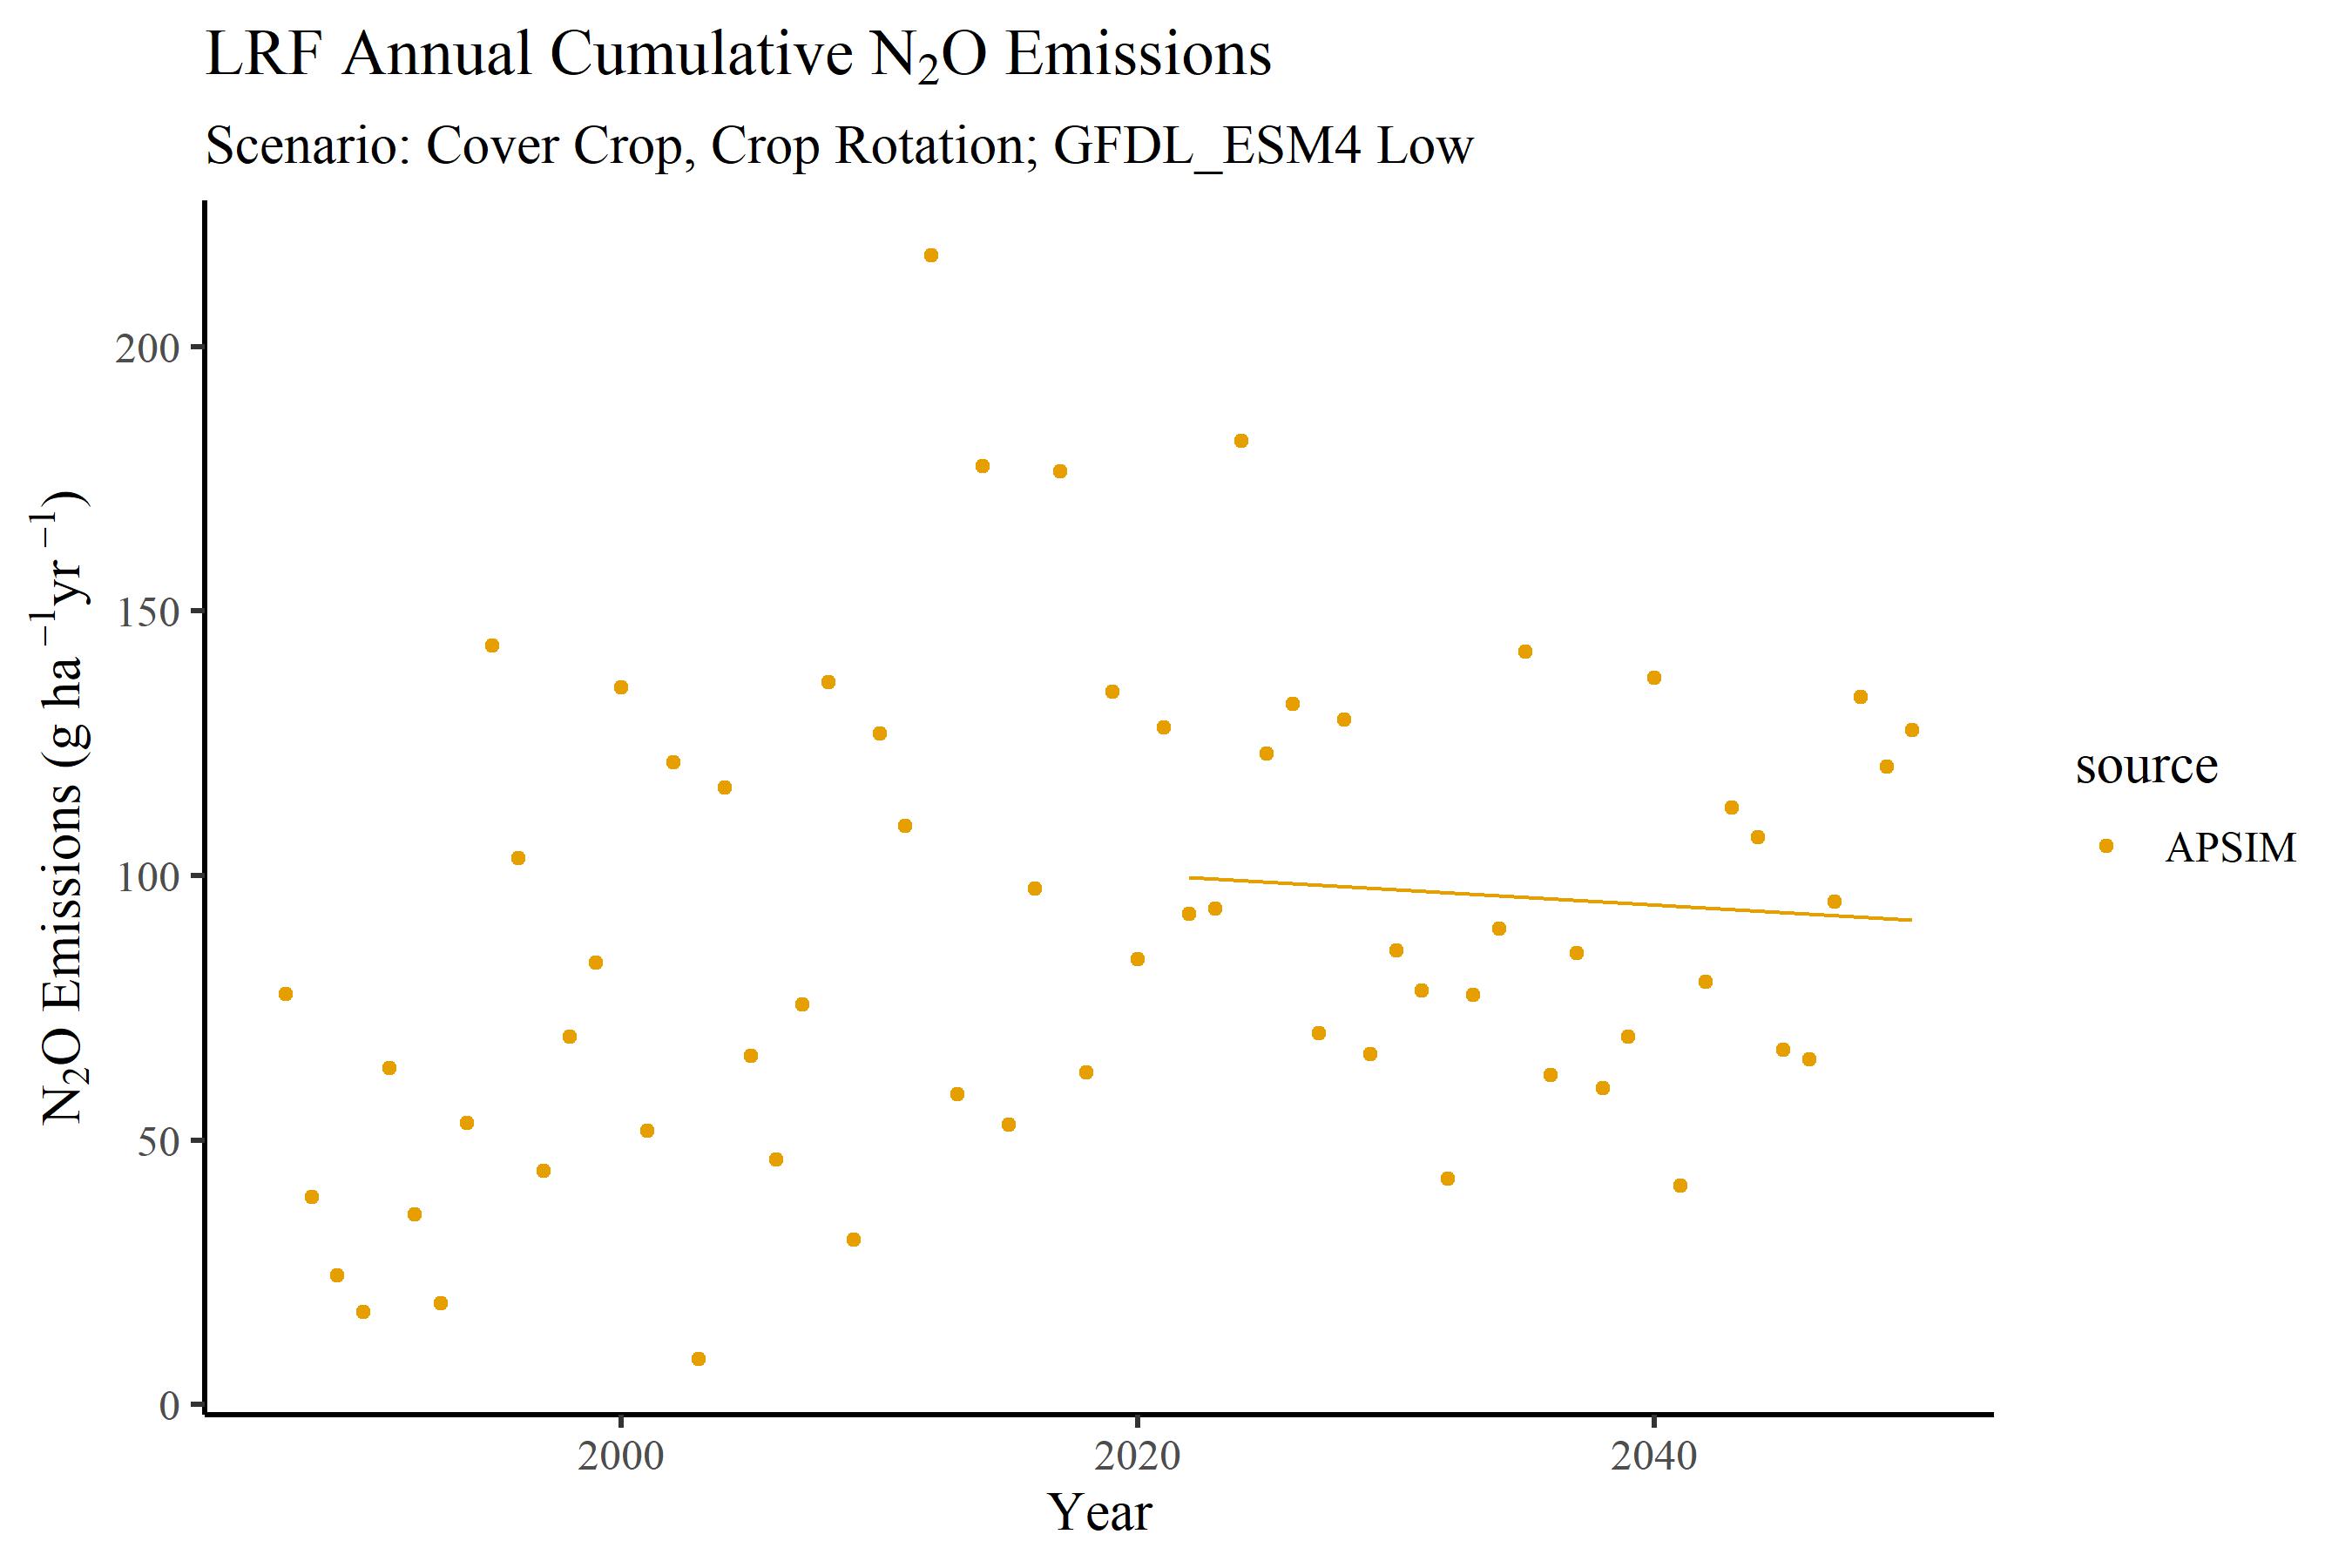 LRF Annual Cumulative N₂O Emissions
Scenario: Cover Crop, Crop Rotation; GFDL_ESM4 Low
N₂O Emissions (g ha⁻¹yr⁻¹)
200
150
100
50
0
2000
2020
2040
Year
source
APSIM